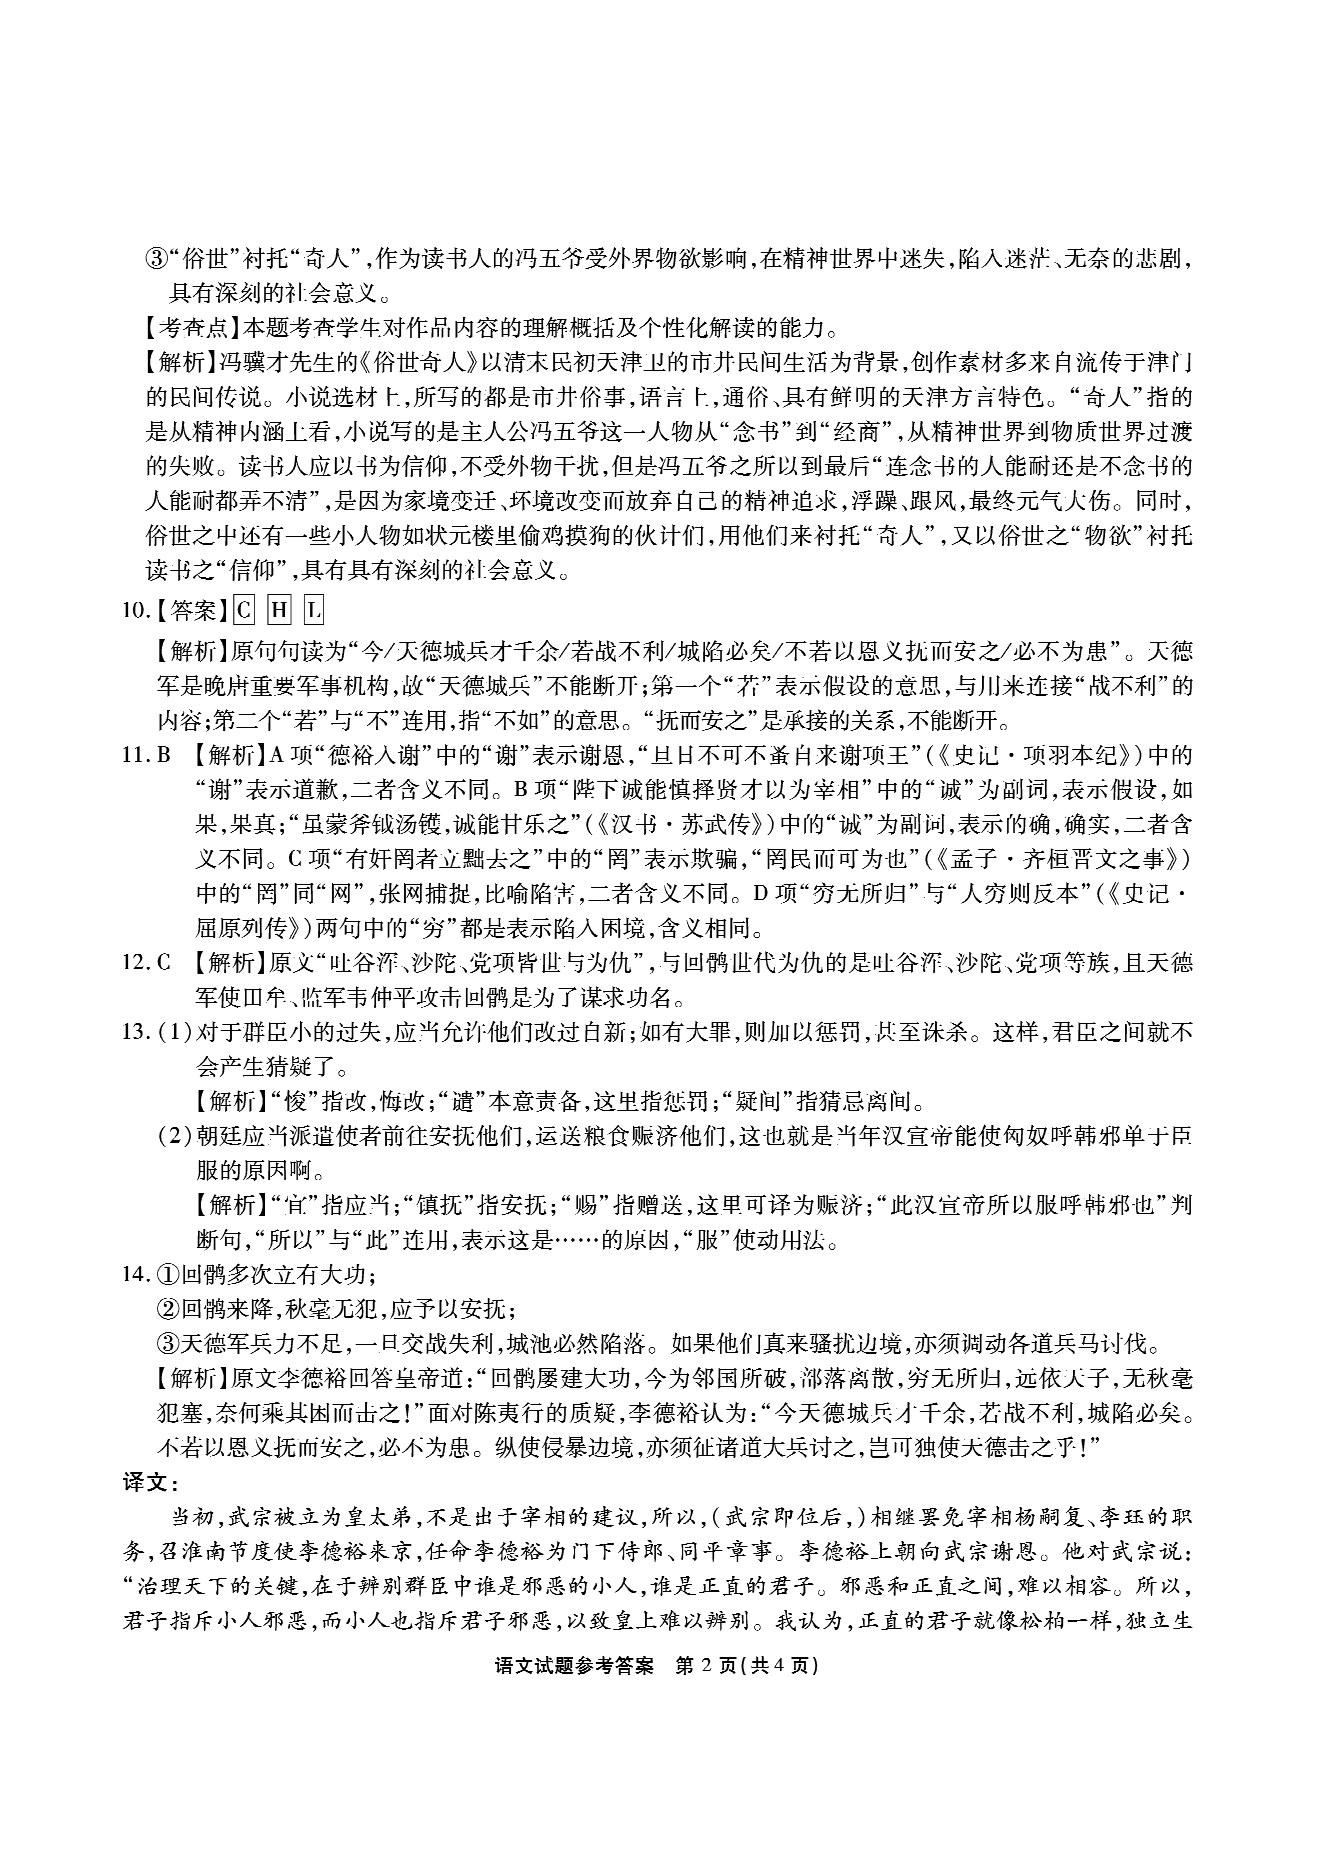 ③“俗世”衬托“奇人”,作为读书人的冯五爷受外界物欲影响,在精神世界中迷失,陷入迷茫、无奈的悲剧,
具有深刻的社会意义。
【考查点】本题考查学生对作品内容的理解概括及个性化解读的能力。
【解析】冯骥才先生的《俗世奇人》以清末民初天津卫的市井民间生活为背景,创作素材多来自流传于津门
的民间传说。小说选材上,所写的都是市井俗事,语言上,通俗、具有鲜明的天津方言特色。“奇人”指的
是从精神内涵上看,小说写的是主人公冯五爷这一人物从“念书”到“经商”,从精神世界到物质世界过渡
的失败。读书人应以书为信仰,不受外物干扰,但是冯五爷之所以到最后“连念书的人能耐还是不念书的
人能耐都弄不清”,是因为家境变迁、环境改变而放弃自己的精神追求,浮躁、跟风,最终元气大伤。同时,
俗世之中还有一些小人物如状元楼里偷鸡摸狗的伙计们,用他们来衬托“奇人”,又以俗世之“物欲”衬托
读书之“信仰”,具有具有深刻的社会意义。
10.【答案】C H L
【解析】原句句读为“今/天德城兵才千余/若战不利/城陷必矣/不若以恩义抚而安之/必不为患”。天德
军是晚唐重要军事机构,故“天德城兵”不能断开;第一个“若”表示假设的意思,与用来连接“战不利”的
内容;第二个“若”与“不”连用,指“不如”的意思。“抚而安之”是承接的关系,不能断开。
11. B 【解析】A 项“德裕入谢”中的“谢”表示谢恩,“旦日不可不蚤自来谢项王”(《史记·项羽本纪》)中的
“谢”表示道歉,二者含义不同。B 项“陛下诚能慎择贤才以为宰相”中的“诚”为副词,表示假设,如
果,果真;“虽蒙斧钺汤镬,诚能甘乐之”(《汉书·苏武传》)中的“诚”为副词,表示的确,确实,二者含
义不同。C 项“有奸罔者立黜去之”中的“罔”表示欺骗,“罔民而可为也”(《孟子·齐桓晋文之事》)
中的“罔”同“网”,张网捕捉,比喻陷害,二者含义不同。D 项“穷无所归”与“人穷则反本”(《史记·
屈原列传》)两句中的“穷”都是表示陷入困境,含义相同。
12. C 【解析】原文“吐谷浑、沙陀、党项皆世与为仇”,与回鹘世代为仇的是吐谷浑、沙陀、党项等族,且天德
军使田牟、监军韦仲平攻击回鹘是为了谋求功名。
13. (1)对于群臣小的过失,应当允许他们改过自新;如有大罪,则加以惩罚,甚至诛杀。这样,君臣之间就不
会产生猜疑了。
【解析】“悛”指改,悔改;“谴”本意责备,这里指惩罚;“疑间”指猜忌离间。
(2)朝廷应当派遣使者前往安抚他们,运送粮食赈济他们,这也就是当年汉宣帝能使匈奴呼韩邪单于臣
服的原因啊。
【解析】“宜”指应当;“镇抚”指安抚;“赐”指赠送,这里可译为赈济;“此汉宣帝所以服呼韩邪也”判
断句,“所以”与“此”连用,表示这是……的原因,“服”使动用法。
14. ①回鹘多次立有大功;
②回鹘来降,秋毫无犯,应予以安抚;
③天德军兵力不足,一旦交战失利,城池必然陷落。如果他们真来骚扰边境,亦须调动各道兵马讨伐。
【解析】原文李德裕回答皇帝道:“回鹘屡建大功,今为邻国所破,部落离散,穷无所归,远依天子,无秋毫
犯塞,奈何乘其困而击之!”面对陈夷行的质疑,李德裕认为:“今天德城兵才千余,若战不利,城陷必矣。
不若以恩义抚而安之,必不为患。纵使侵暴边境,亦须征诸道大兵讨之,岂可独使天德击之乎!”
译文:
当初,武宗被立为皇太弟,不是出于宰相的建议,所以,(武宗即位后,)相继罢免宰相杨嗣复、李珏的职
务,召淮南节度使李德裕来京,任命李德裕为门下侍郎、同平章事。李德裕上朝向武宗谢恩。他对武宗说:
“治理天下的关键,在于辨别群臣中谁是邪恶的小人,谁是正直的君子。邪恶和正直之间,难以相容。所以,
君子指斥小人邪恶,而小人也指斥君子邪恶,以致皇上难以辨别。我认为,正直的君子就像松柏一样,独立生
语文试题参考答案 第 2 页(共 4 页)